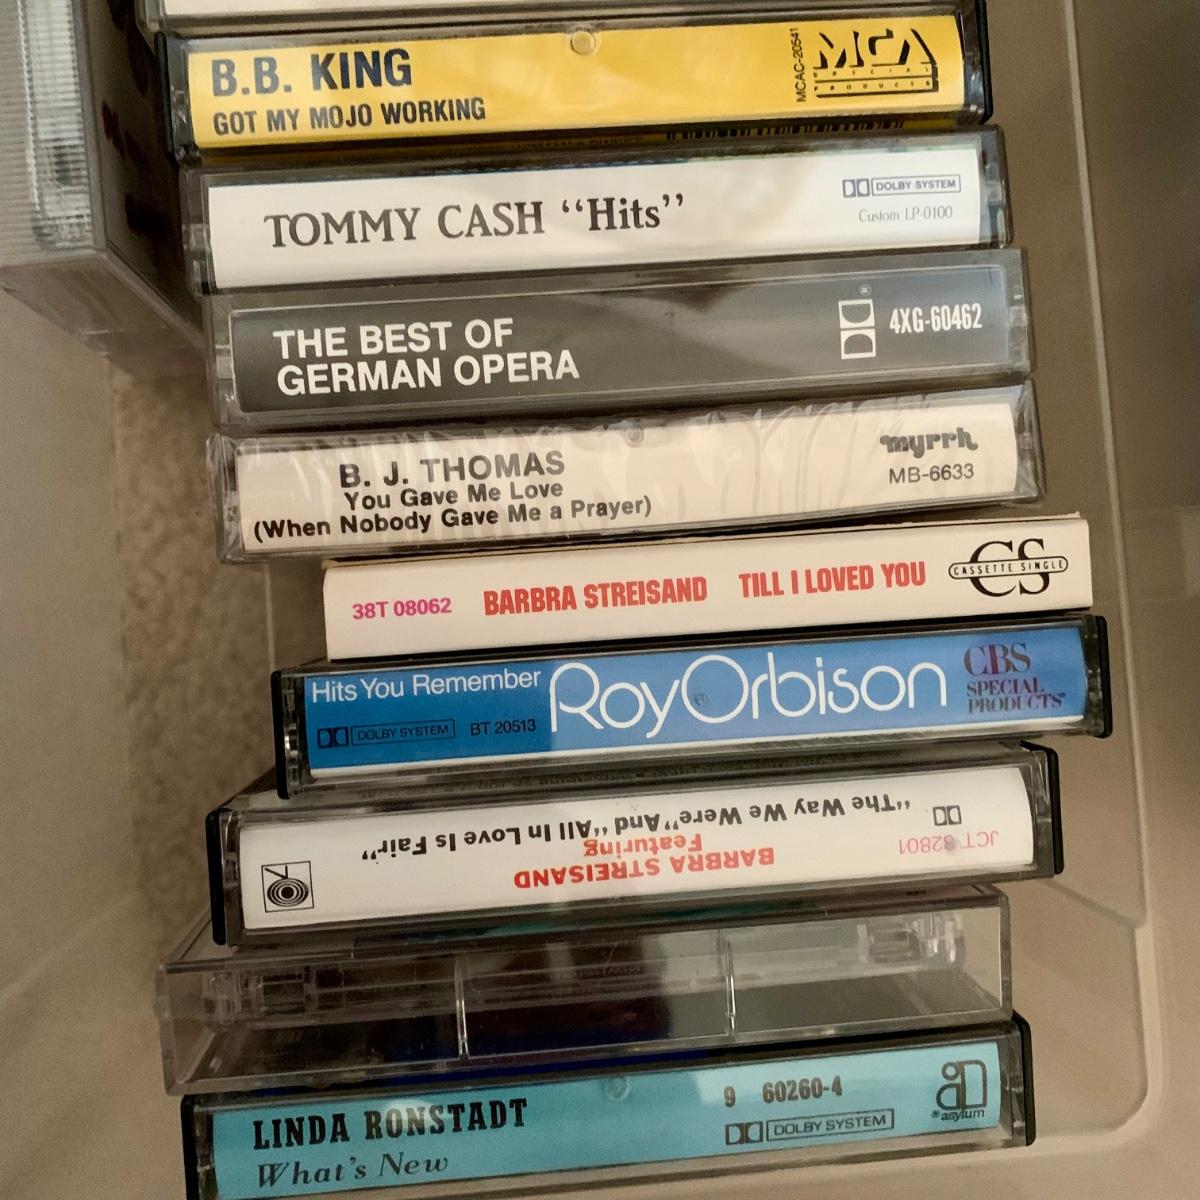 B.B. KING
GOT MY MOJO WORKING
MCAC-20541
MCA
SPECIAL
PRODUCTS
TOMMY CASH "Hits"
DOLBY SYSTEM
Custom LP-0100
THE BEST OF
GERMAN OPERA
4XG-60462
B. J. THOMAS
You Gave Me Love
(When Nobody Gave Me a Prayer)
myrrh
MB-6633
38T 08062
BARBRA STREISAND
TILL I LOVED YOU
CS
CASSETTE SINGLE
Hits You Remember
DOLBY SYSTEM
BT 20513
Roy Orbison
CBS
SPECIAL
PRODUCTS
BARBRA STREISAND
Featuring
"The Way We Were" And "All In Love Is Fair"
JCT 32801
LINDA RONSTADT
What's New
9 60260-4
DOLBY SYSTEM
asylum